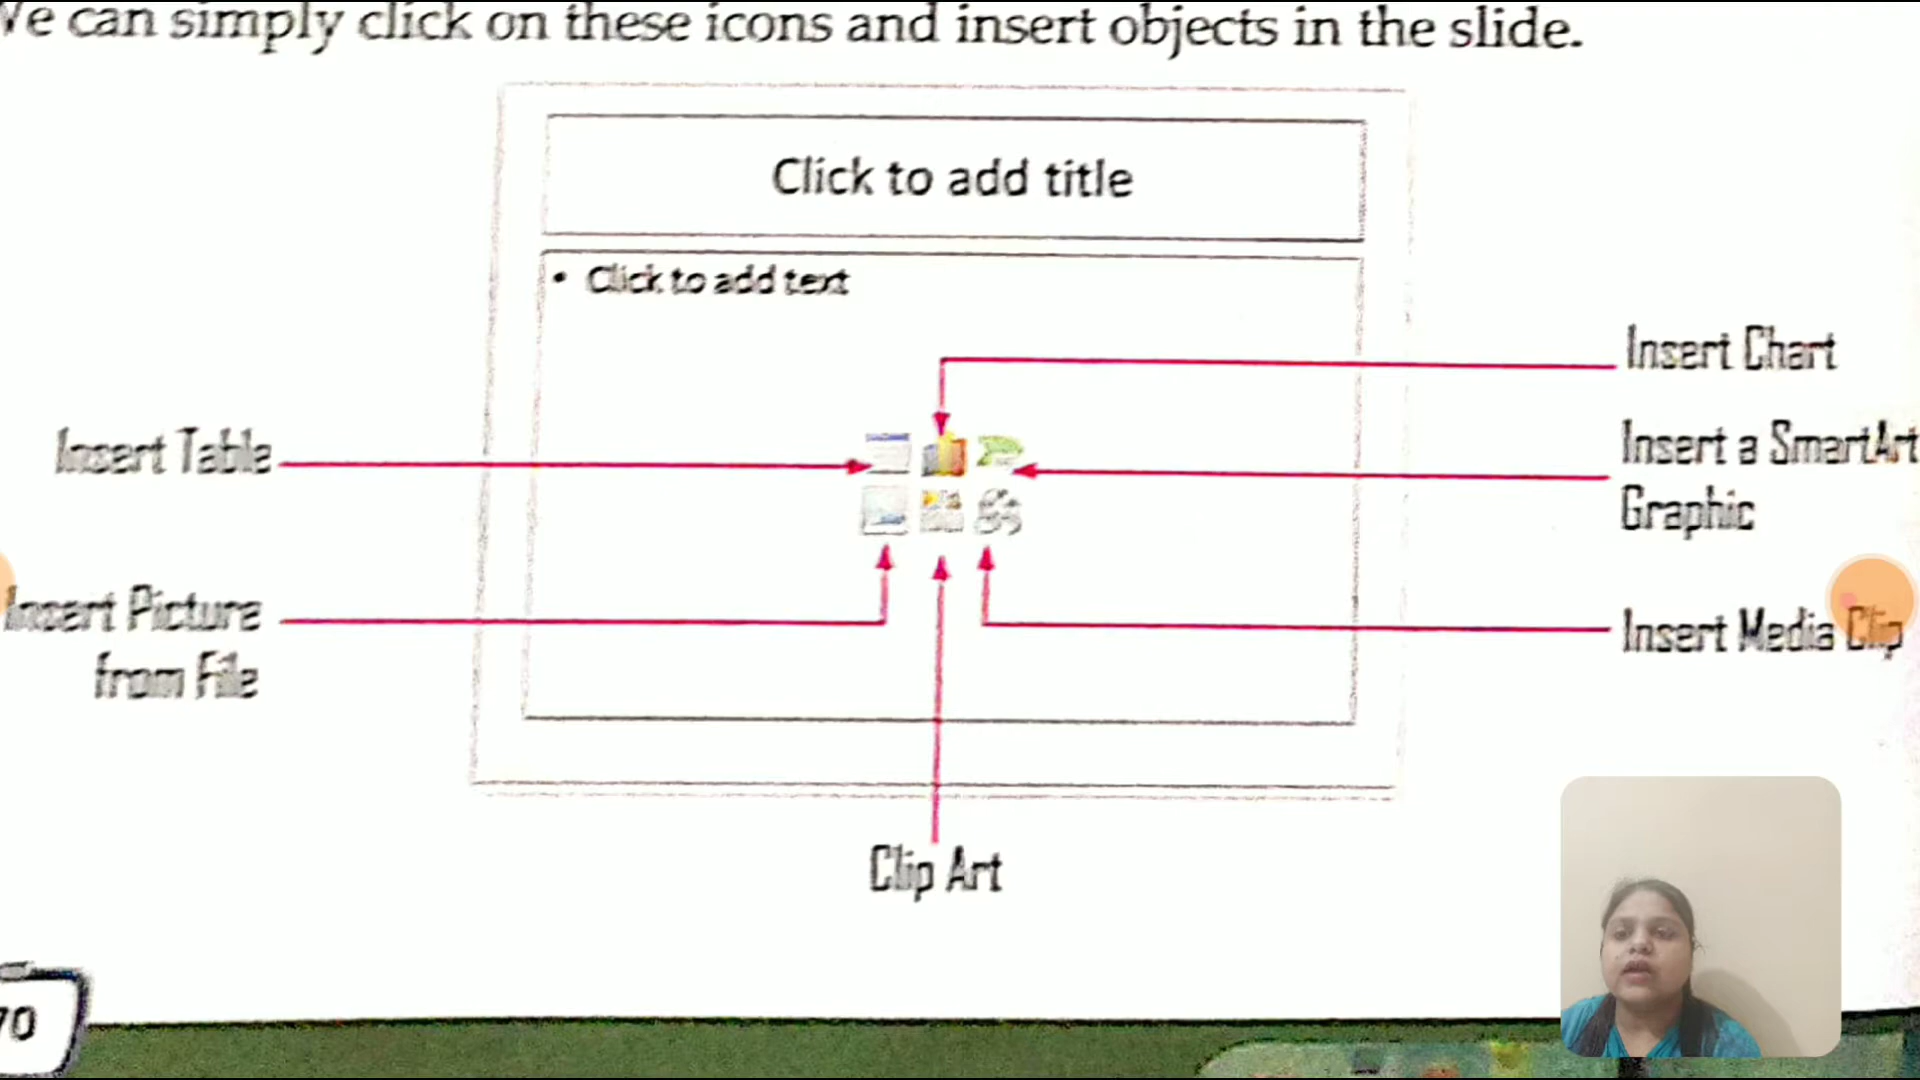 We can simply click on these icons and insert objects in the slide.
Click to add title
• Click to add text
Insert Chart
Insert Table
Insert a SmartArt
Graphic
Insert Picture
from File
Insert Media Clip
Clip Art
70